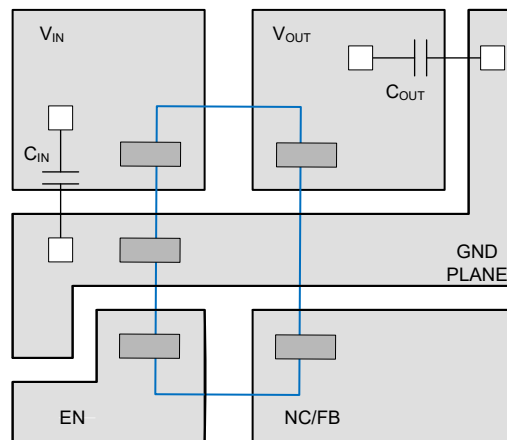 VIN
VOUT
COUT
CIN
GND
PLANE
EN
NC/FB